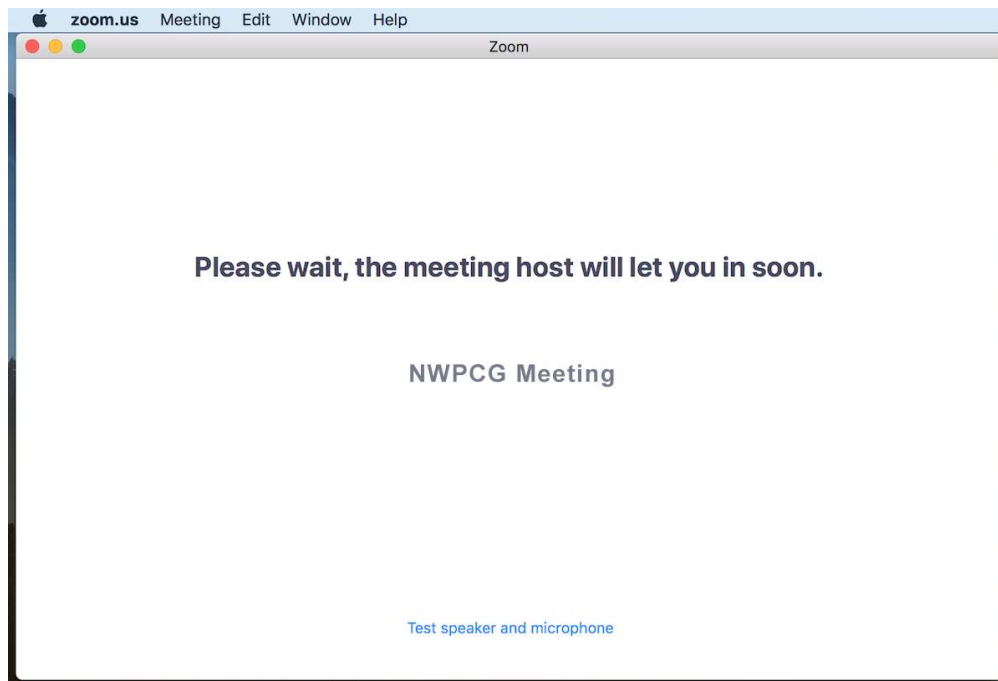 zoom.us Meeting Edit Window Help
Zoom
Please wait, the meeting host will let you in soon.
NWPCG Meeting
Test speaker and microphone